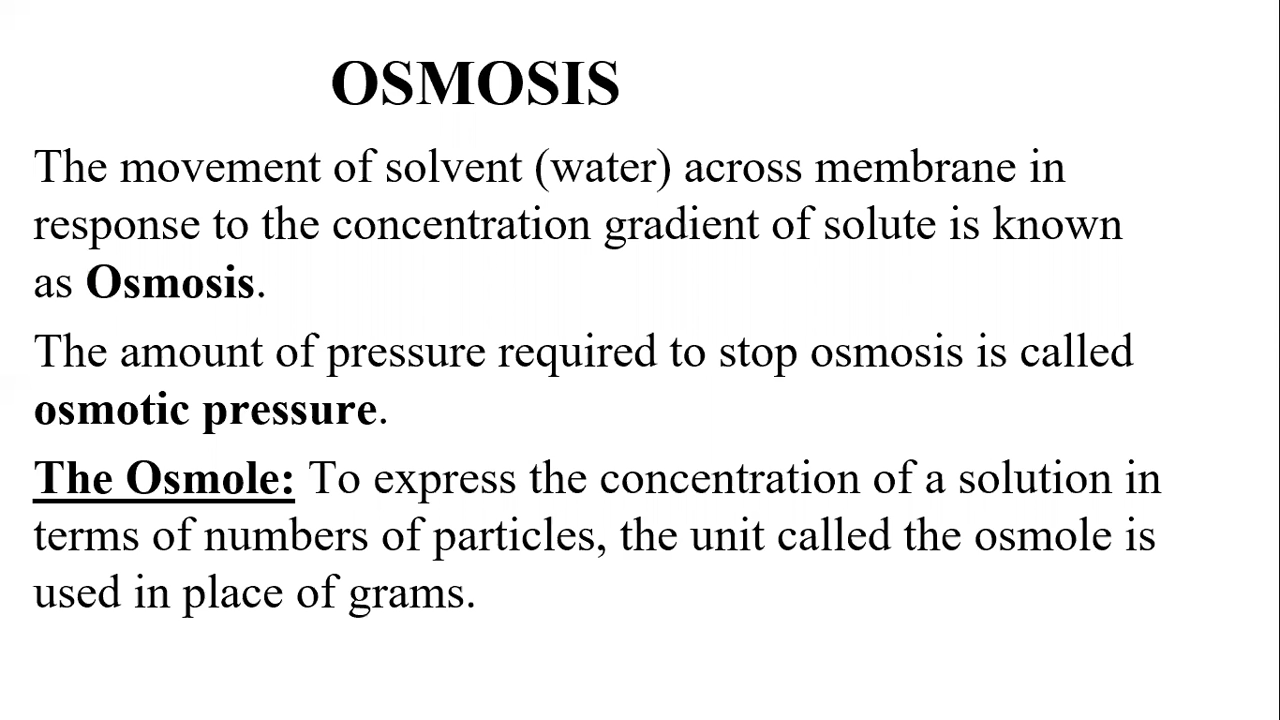 OSMOSIS
The movement of solvent (water) across membrane in
response to the concentration gradient of solute is known
as Osmosis.
The amount of pressure required to stop osmosis is called
osmotic pressure.
The Osmole: To express the concentration of a solution in
terms of numbers of particles, the unit called the osmole is
used in place of grams.